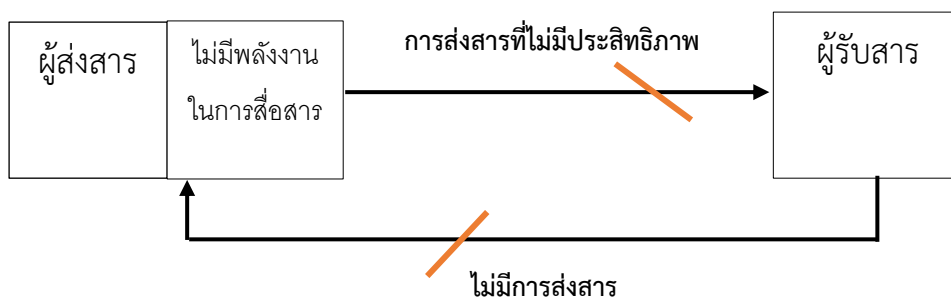 ผู้ส่งสาร
ไม่มีพลังงาน
ในการสื่อสาร
การส่งสารที่ไม่มีประสิทธิภาพ
ผู้รับสาร
ไม่มีการส่งสาร